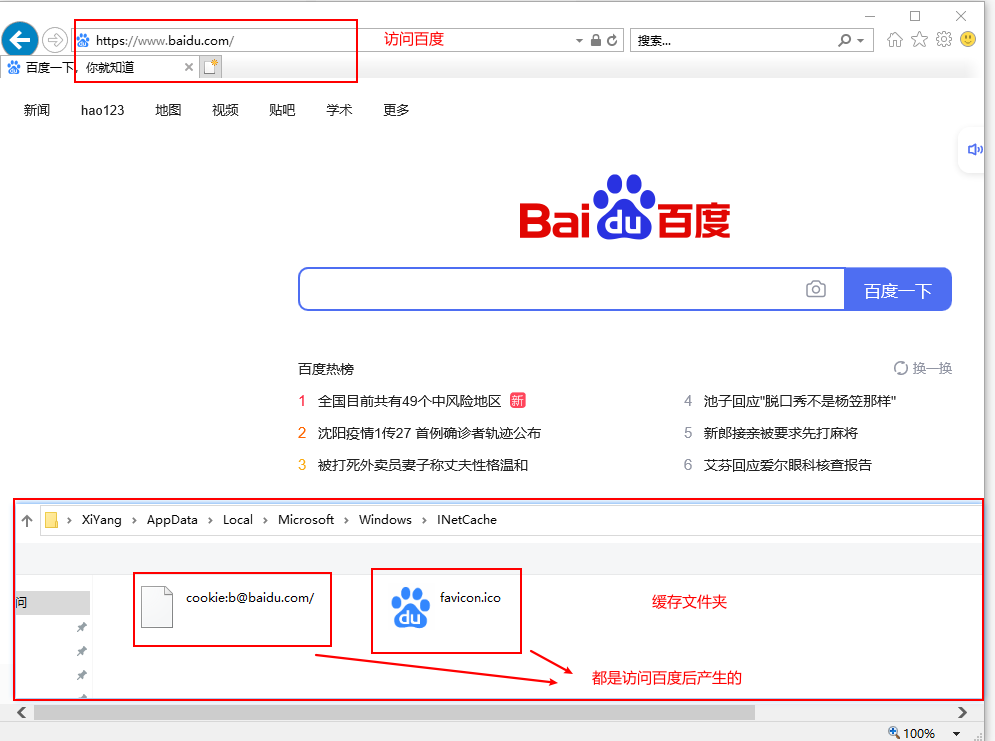 https://www.baidu.com/
访问百度
搜索...
百度一下，你就知道
新闻 hao123 地图 视频 贴吧 学术 更多
Bai du 百度
百度一下
百度热榜
换一换
1 全国目前共有49个中风险地区 新
2 沈阳疫情1传27 首例确诊者轨迹公布
3 被打死外卖员妻子称丈夫性格温和
4 池子回应"脱口秀不是杨笠那样"
5 新郎接亲被要求先打麻将
6 艾芬回应爱尔眼科核查报告
XiYang > AppData > Local > Microsoft > Windows > INetCache
问
cookie:b@baidu.com/
du
favicon.ico
缓存文件夹
都是访问百度后产生的
100%